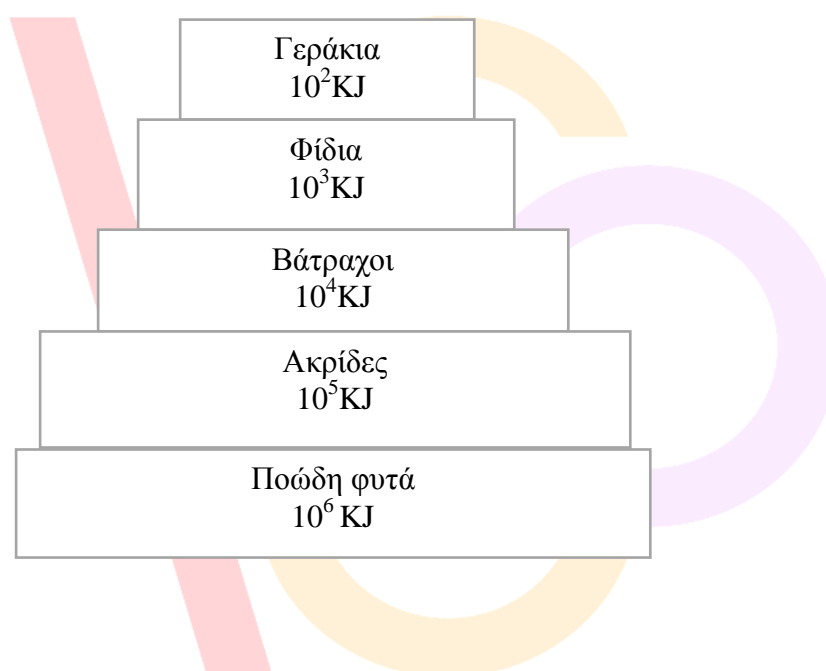 Γεράκια
10²KJ
Φίδια
10³KJ
Βάτραχοι
10⁴KJ
Ακρίδες
10⁵KJ
Ποώδη φυτά
10⁶ KJ